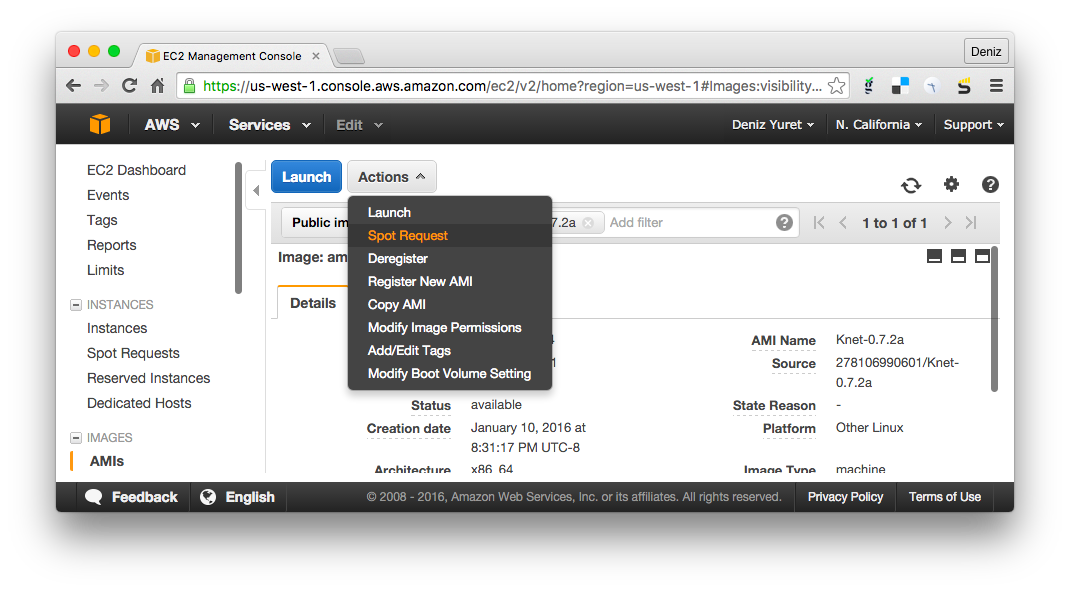 EC2 Management Console
Deniz
https://us-west-1.console.aws.amazon.com/ec2/v2/home?region=us-west-1#Images:visibility...
AWS Services Edit Deniz Yuret N. California Support
EC2 Dashboard
Events
Tags
Reports
Limits
INSTANCES
Instances
Spot Requests
Reserved Instances
Dedicated Hosts
IMAGES
AMIs
Launch Actions
Launch
Spot Request
Deregister
Register New AMI
Copy AMI
Modify Image Permissions
Add/Edit Tags
Modify Boot Volume Setting
Public im 7.2a Add filter 1 to 1 of 1
Image: am
Details
AMI Name Knet-0.7.2a
Source 278106990601/Knet-
0.7.2a
Status available State Reason -
Creation date January 10, 2016 at Platform Other Linux
8:31:17 PM UTC-8
Architecture x86_64 Image Type machine
Feedback English © 2008 - 2016, Amazon Web Services, Inc. or its affiliates. All rights reserved. Privacy Policy Terms of Use